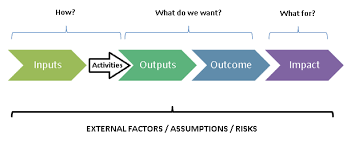 How?
What do we want?
What for?
Inputs
Activities
Outputs
Outcome
Impact
EXTERNAL FACTORS / ASSUMPTIONS / RISKS